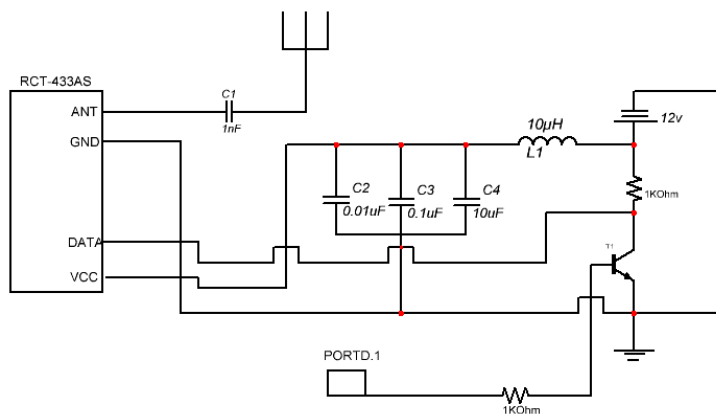 RCT-433AS
ANT
GND
DATA
VCC
C1
1nF
C2
0.01uF
C3
0.1uF
C4
10uF
10µH
L1
12v
1KOhm
T1
PORTD.1
1KOhm